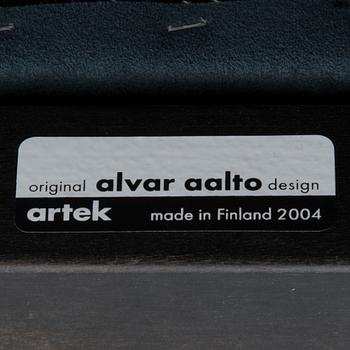 original alvar aalto design
artek made in Finland 2004